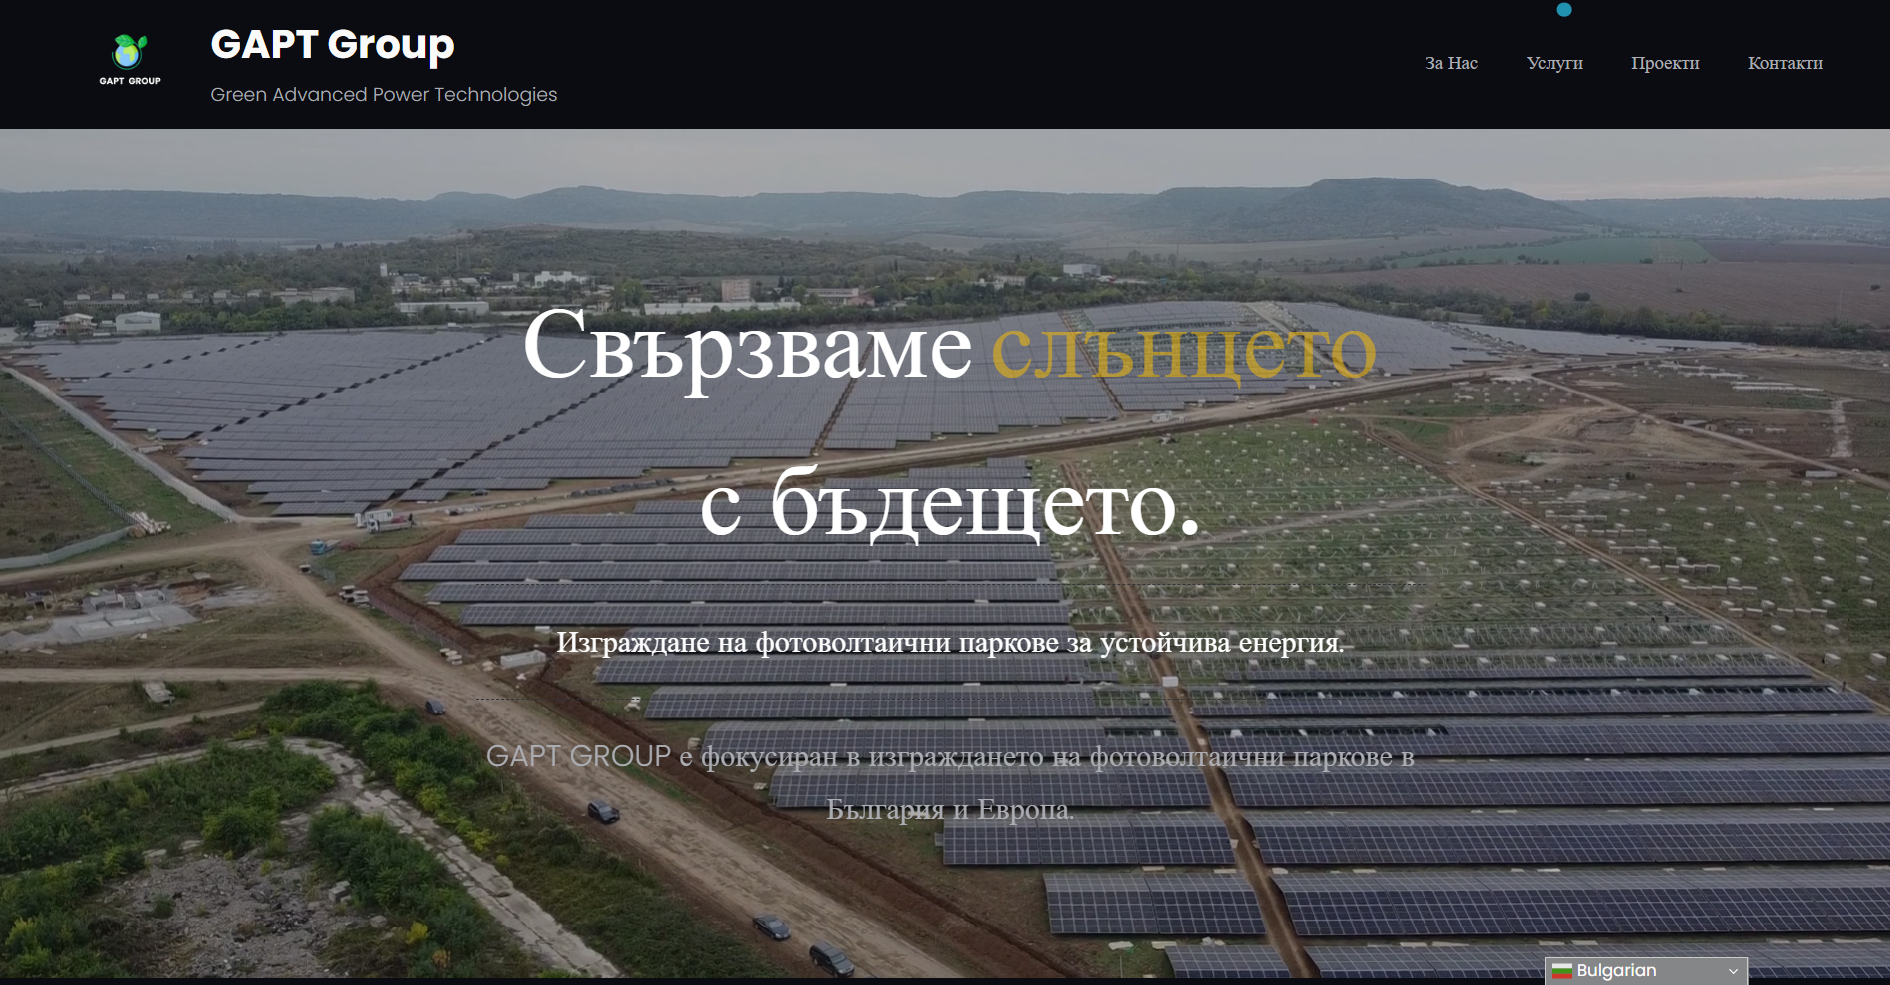 GAPT GROUP
GAPT Group
Green Advanced Power Technologies
За Нас
Услуги
Проекти
Контакти
Свързваме слънцето
с бъдещето.
Изграждане на фотоволтаични паркове за устойчива енергия.
GAPT GROUP е фокусиран в изграждането на фотоволтаични паркове в
България и Европа.
Bulgarian